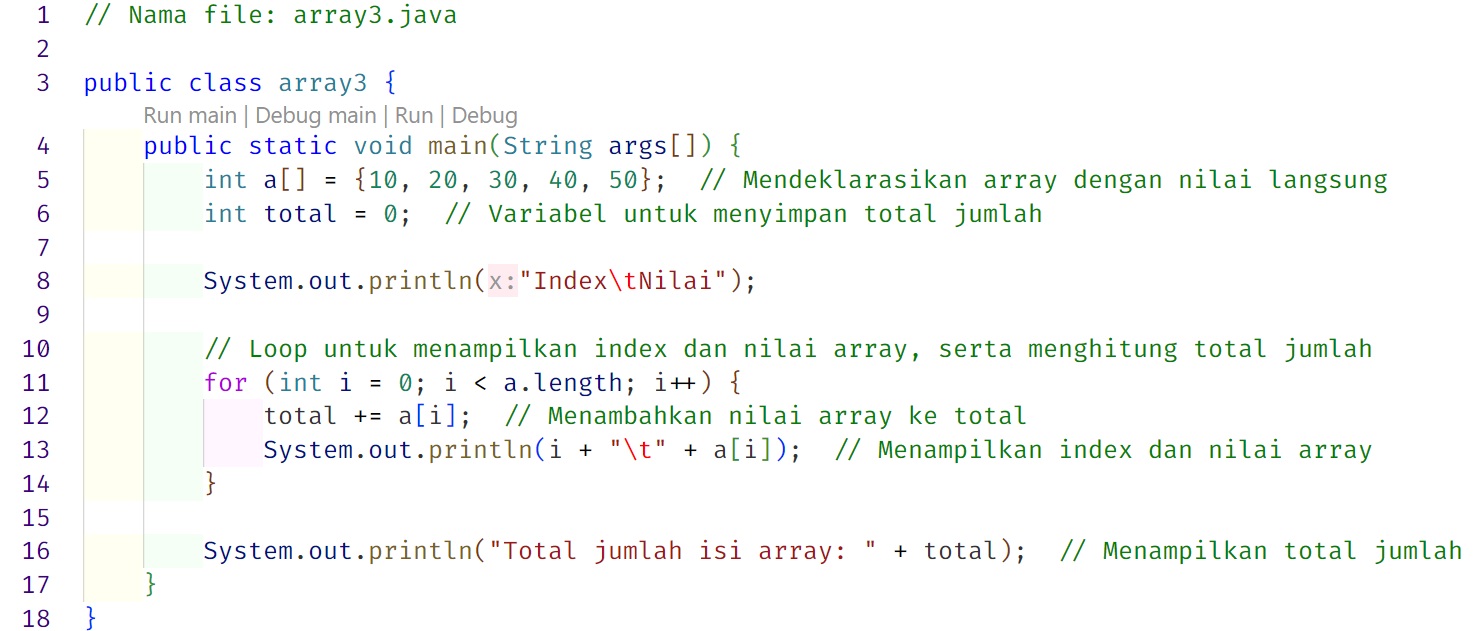 1 // Nama file: array3.java
2
3 public class array3 {
Run main | Debug main | Run | Debug
4 public static void main(String args[]) {
5 int a[] = {10, 20, 30, 40, 50};  // Mendeklarasikan array dengan nilai langsung
6 int total = 0;  // Variabel untuk menyimpan total jumlah
7
8 System.out.println(x:"Index\tNilai");
9
10 // Loop untuk menampilkan index dan nilai array, serta menghitung total jumlah
11 for (int i = 0; i < a.length; i++) {
12 total += a[i];  // Menambahkan nilai array ke total
13 System.out.println(i + "\t" + a[i]);  // Menampilkan index dan nilai array
14 }
15
16 System.out.println("Total jumlah isi array: " + total);  // Menampilkan total jumlah
17 }
18 }